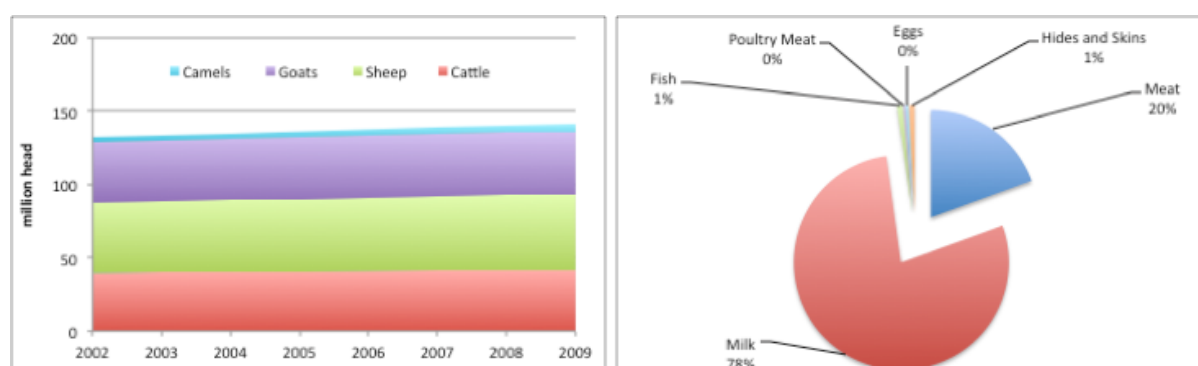 200
Camels Goats Sheep Cattle
150
100
50
0
million head
2002 2003 2004 2005 2006 2007 2008 2009
Eggs
0%
Poultry Meat
0%
Hides and Skins
1%
Fish
1%
Meat
20%
Milk
78%